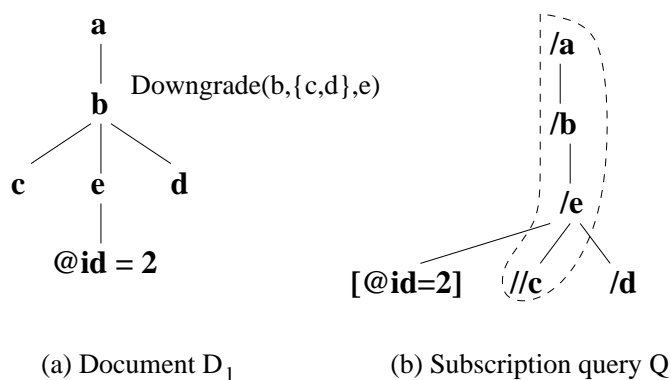 a
Downgrade(b,{c,d},e)
b
c e d
@id = 2
(a) Document D1
/a
/b
/e
[@id=2] //c /d
(b) Subscription query Q